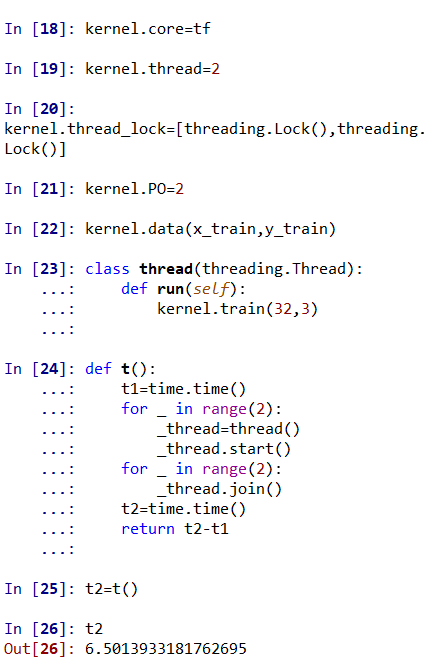 In [18]: kernel.core=tf
In [19]: kernel.thread=2
In [20]:
kernel.thread_lock=[threading.Lock(),threading.
Lock()]
In [21]: kernel.PO=2
In [22]: kernel.data(x_train,y_train)
In [23]: class thread(threading.Thread):
    ...:     def run(self):
    ...:         kernel.train(32,3)
    ...:
In [24]: def t():
    ...:     t1=time.time()
    ...:     for _ in range(2):
    ...:         _thread=thread()
    ...:         _thread.start()
    ...:     for _ in range(2):
    ...:         _thread.join()
    ...:     t2=time.time()
    ...:     return t2-t1
    ...:
In [25]: t2=t()
In [26]: t2
Out[26]: 6.5013933181762695